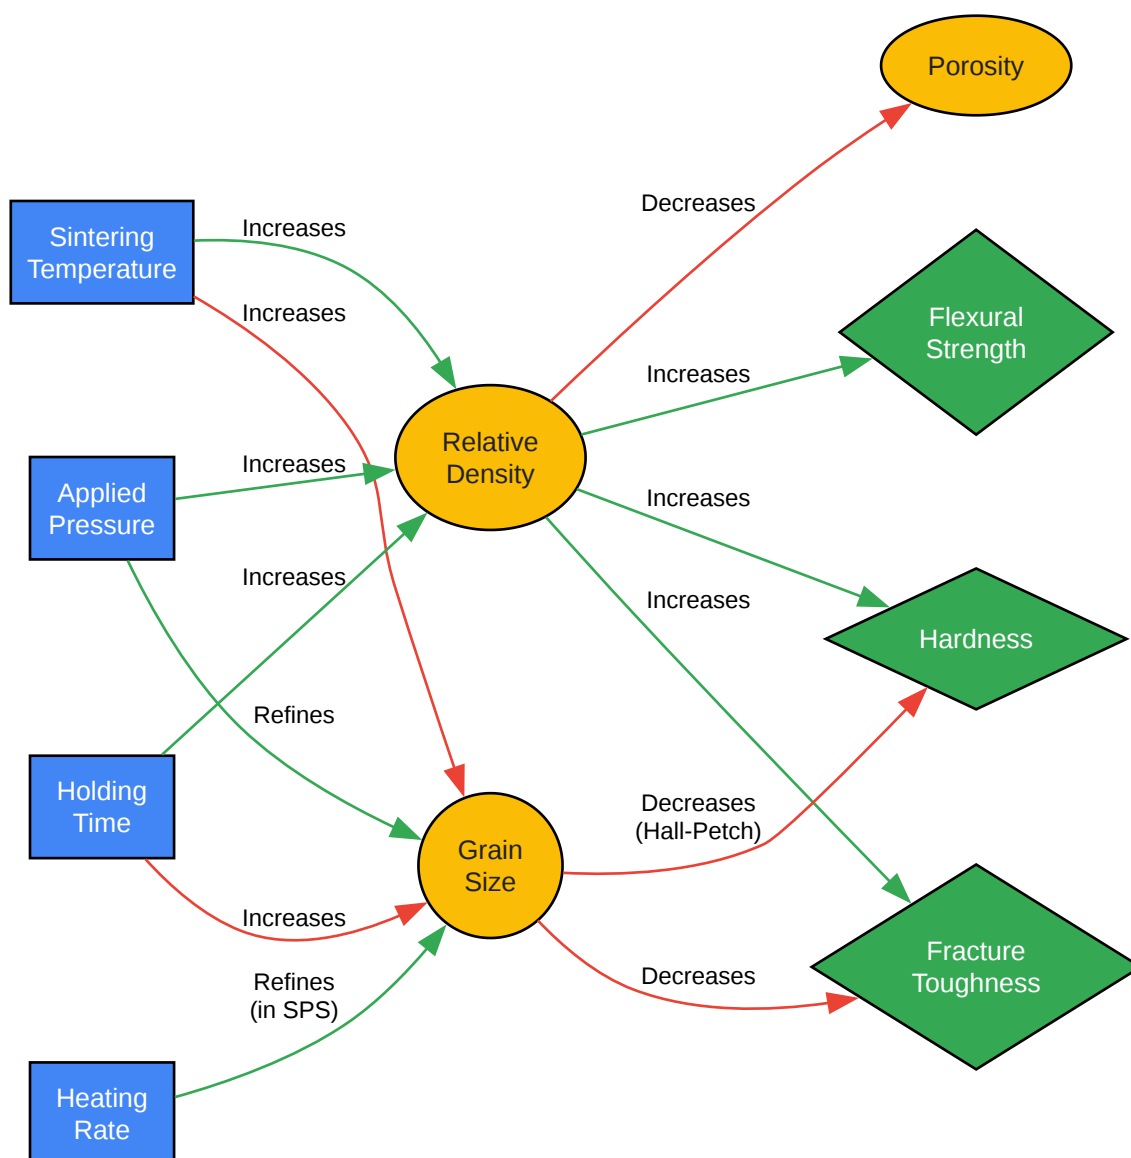 Porosity
Decreases
Sintering
Temperature
Increases
Increases
Flexural
Strength
Increases
Relative
Density
Applied
Pressure
Increases
Increases
Increases
Increases
Hardness
Refines
Holding
Time
Decreases
(Hall-Petch)
Grain
Size
Increases
Decreases
Fracture
Toughness
Refines
(in SPS)
Heating
Rate